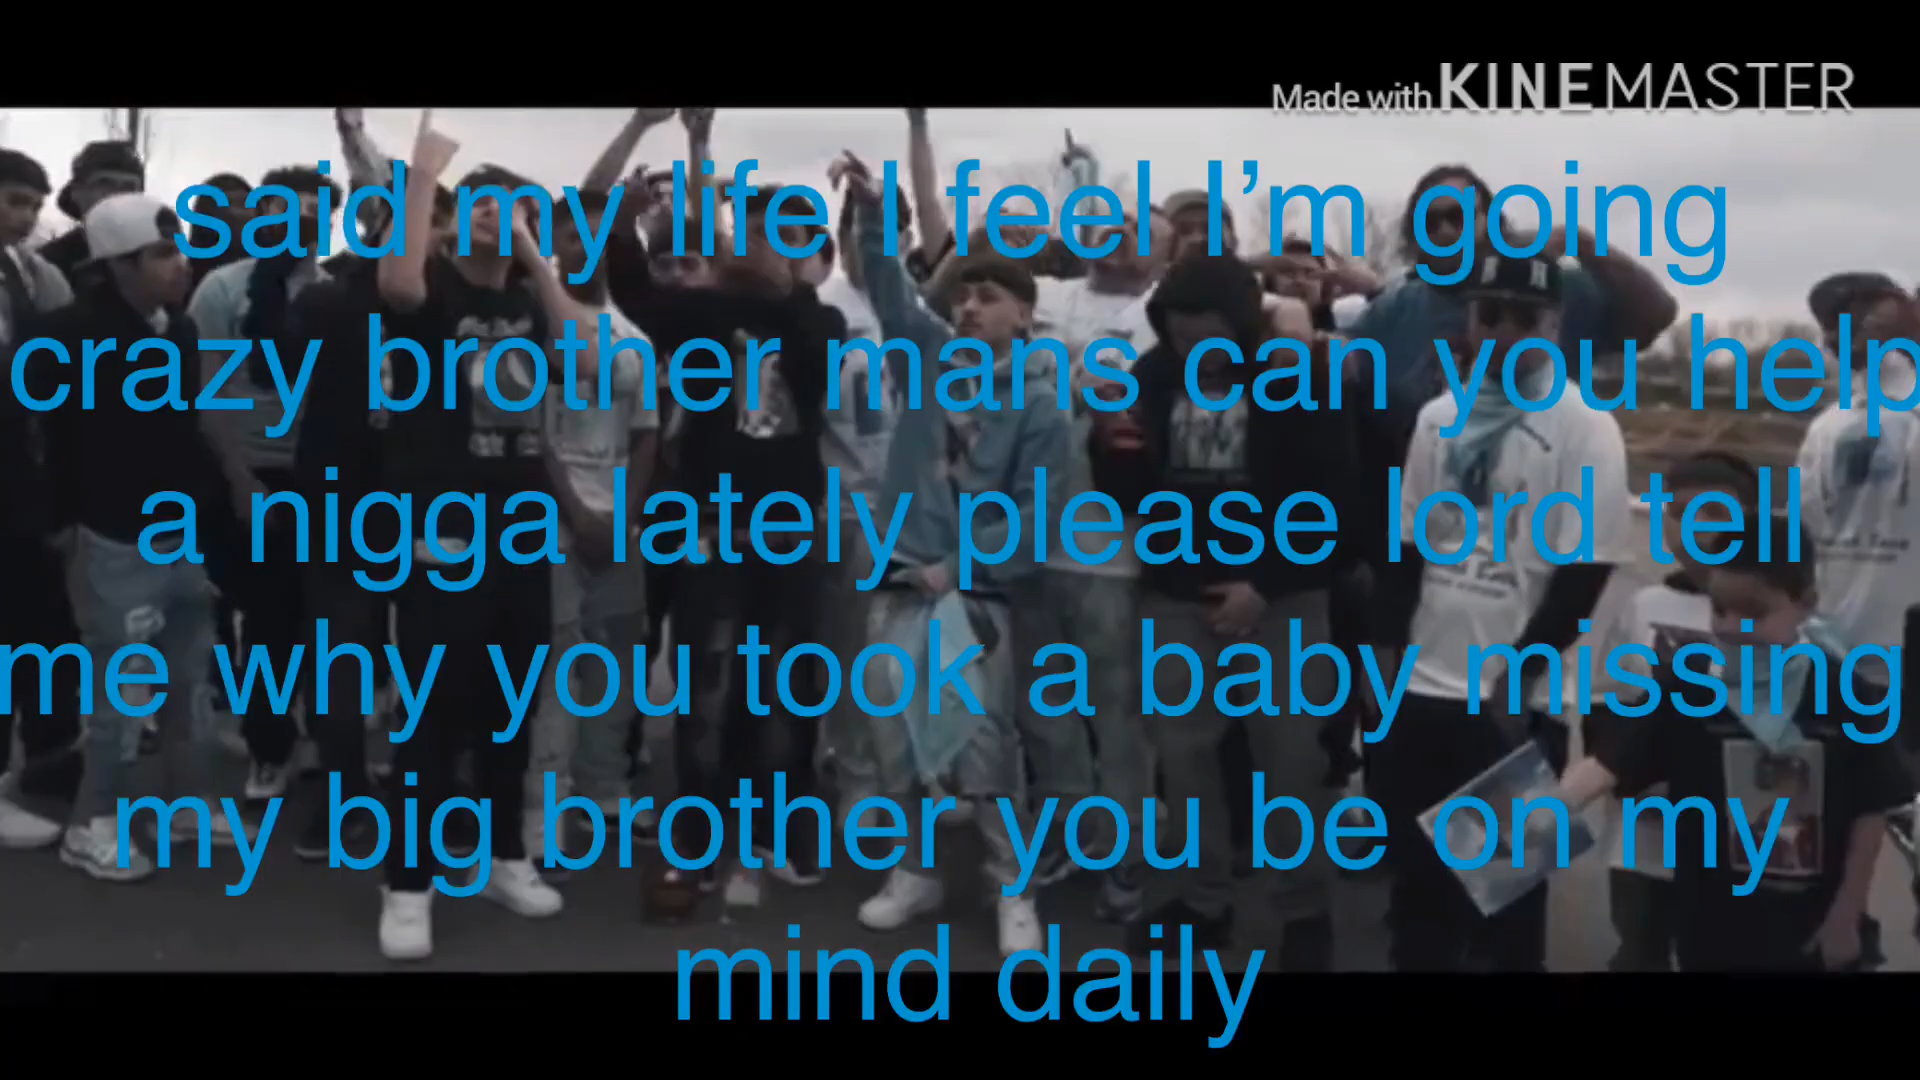 Made with KINEMASTER
said my life I feel I’m going
crazy brother mans can you help
a nigga lately please lord tell
me why you took a baby missing
my big brother you be on my
mind daily